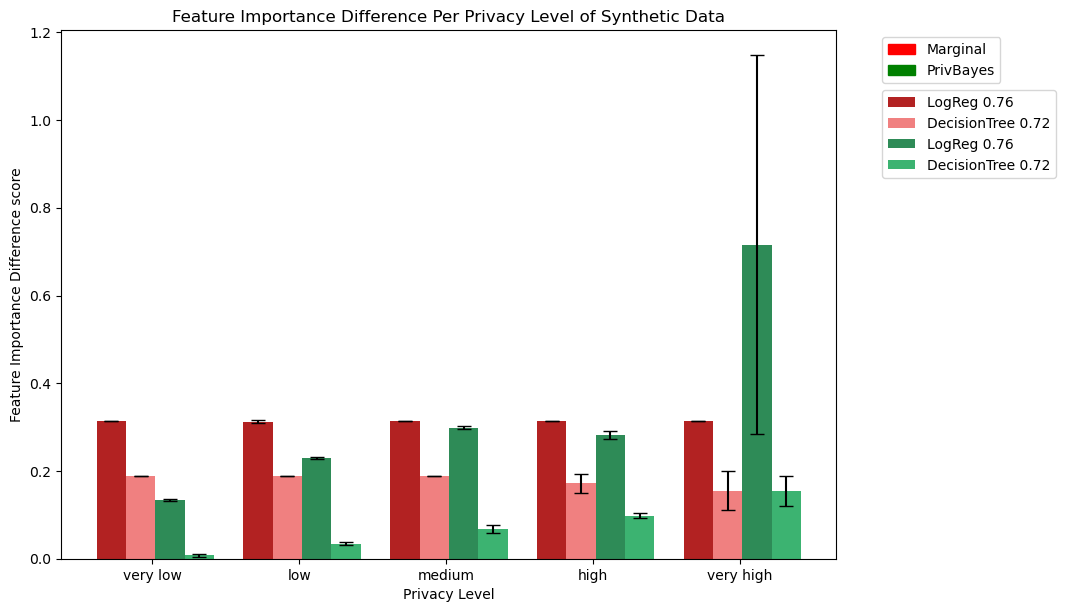 Feature Importance Difference Per Privacy Level of Synthetic Data
Feature Importance Difference score
1.2
1.0
0.8
0.6
0.4
0.2
0.0
very low
low
medium
high
very high
Privacy Level
Marginal
PrivBayes
LogReg 0.76
DecisionTree 0.72
LogReg 0.76
DecisionTree 0.72